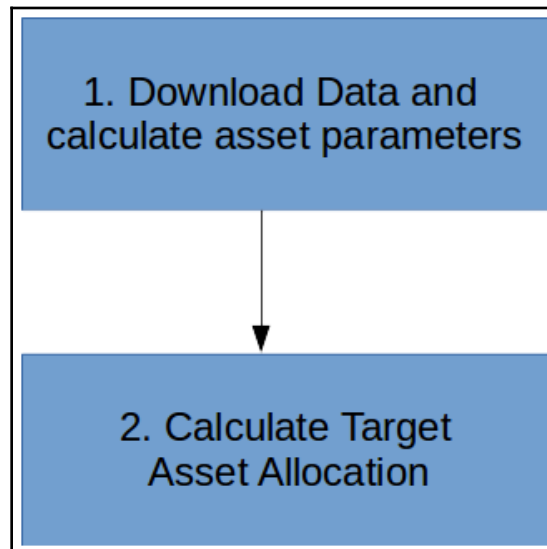 1. Download Data and
calculate asset parameters
2. Calculate Target
Asset Allocation